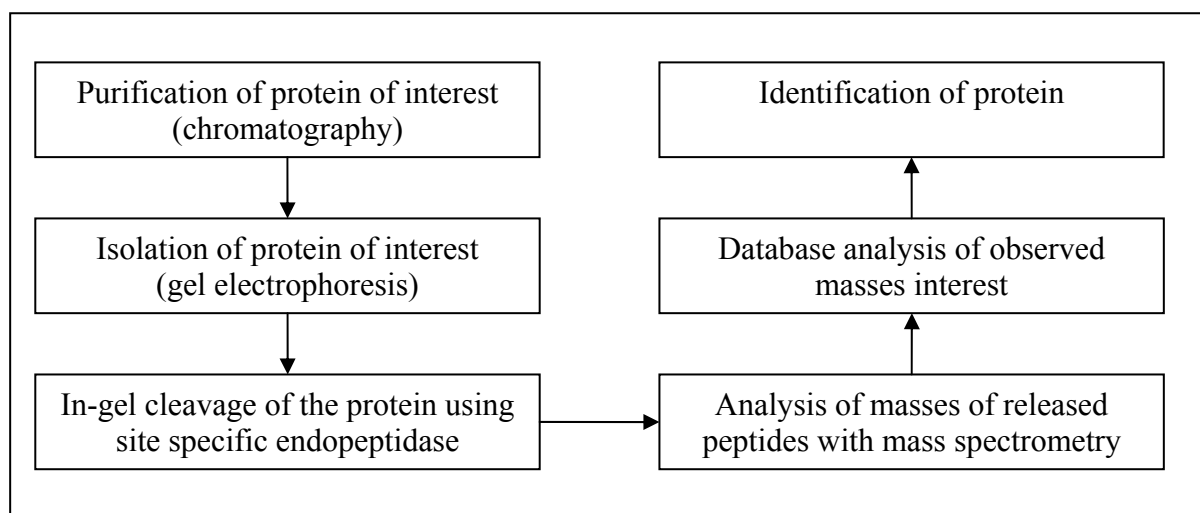 Purification of protein of interest
(chromatography)
Isolation of protein of interest
(gel electrophoresis)
In-gel cleavage of the protein using
site specific endopeptidase
Analysis of masses of released
peptides with mass spectrometry
Database analysis of observed
masses interest
Identification of protein